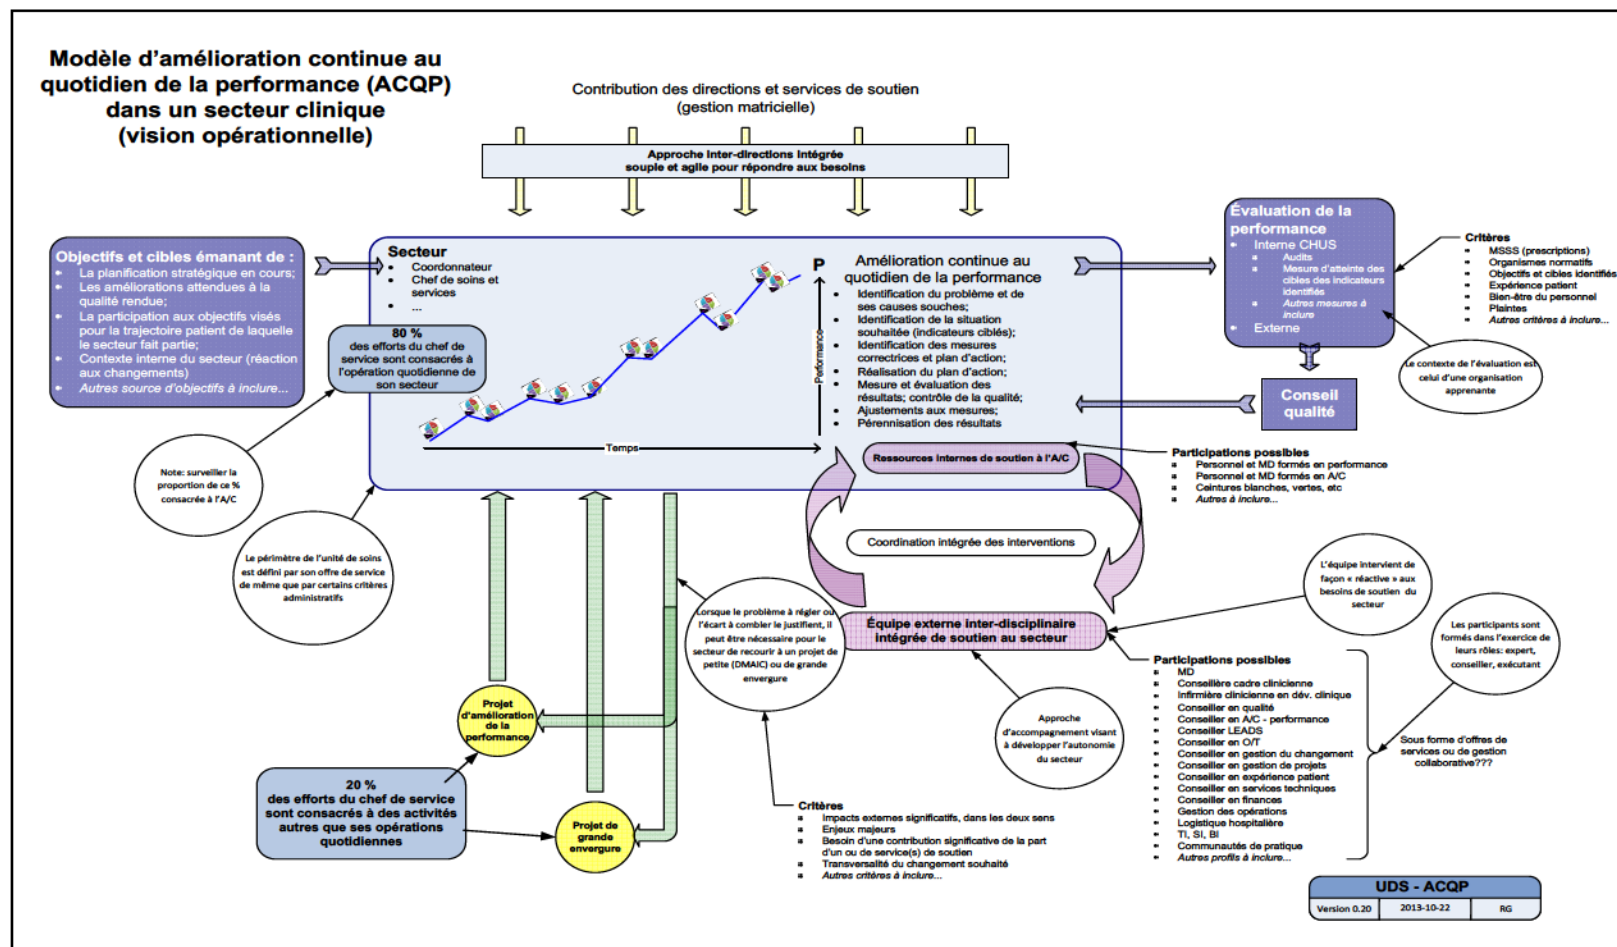 Modèle d'amélioration continue au
quotidien de la performance (ACQP)
dans un secteur clinique
(vision opérationnelle)
Contribution des directions et services de soutien
(gestion matricielle)
Approche inter-directions intégrée
souple et agile pour répondre aux besoins
Objectifs et cibles émanant de :
La planification stratégique en cours;
Les améliorations attendues à la
qualité rendue;
La participation aux objectifs visés
pour la trajectoire patient de laquelle
le secteur fait partie;
Contexte interne du secteur (réaction
aux changements)
Autres source d'objectifs à inclure...
Secteur
Coordonnateur
Chef de soins et
services
...
80 %
des efforts du chef de
service sont consacrés à
l'opération quotidienne de
son secteur
P
Performance
Temps
Amélioration continue au
quotidien de la performance
Identification du problème et de
ses causes souches;
Identification de la situation
souhaitée (indicateurs ciblés);
Identification des mesures
correctrices et plan d'action;
Réalisation du plan d'action;
Mesure et évaluation des
résultats; contrôle de la qualité;
Ajustements aux mesures;
Pérennisation des résultats
Évaluation de la
performance
Interne CHUS
Audits
Mesure d'atteinte des
cibles des indicateurs
identifiés
Autres mesures à
inclure
Externe
Critères
MSSS (prescriptions)
Organismes normatifs
Objectifs et cibles identifiés
Expérience patient
Bien-être du personnel
Plaintes
Autres critères à inclure...
Le contexte de l'évaluation est
celui d'une organisation
apprenante
Conseil
qualité
Note: surveiller la
proportion de ce %
consacrée à l'A/C
Le périmètre de l'unité de soins
est défini par son offre de service
de même que par certains critères
administratifs
Ressources internes de soutien à l'A/C
Participations possibles
Personnel et MD formés en performance
Personnel et MD formés en A/C
Ceintures blanches, vertes, etc
Autres à inclure...
Coordination intégrée des interventions
Lorsque le problème à régler ou
l'écart à combler le justifient, il
peut être nécessaire pour le
secteur de recourir à un projet de
petite (DMAIC) ou de grande
envergure
Équipe externe inter-disciplinaire
intégrée de soutien au secteur
L'équipe intervient de
façon « réactive » aux
besoins de soutien du
secteur
Les participants sont
formés dans l'exercice de
leurs rôles: expert,
conseiller, exécutant
Participations possibles
MD
Conseillère cadre clinicienne
Infirmière clinicienne en dév. clinique
Conseiller en qualité
Conseiller en A/C - performance
Conseiller LEADS
Conseiller en O/T
Conseiller en gestion du changement
Conseiller en gestion de projets
Conseiller en expérience patient
Conseiller en services techniques
Conseiller en finances
Gestion des opérations
Logistique hospitalière
TI, SI, BI
Communautés de pratique
Autres profils à inclure...
Sous forme d'offres de
services ou de gestion
collaborative???
Approche
d'accompagnement visant
à développer l'autonomie
du secteur
Projet
d'amélioration
de la
performance
20 %
des efforts du chef de service
sont consacrés à des activités
autres que ses opérations
quotidiennes
Projet de
grande
envergure
Critères
Impacts externes significatifs, dans les deux sens
Enjeux majeurs
Besoin d'une contribution significative de la part
d'un ou de service(s) de soutien
Transversalité du changement souhaité
Autres critères à inclure...
UDS - ACQP
Version 0.20
2013-10-22
RG